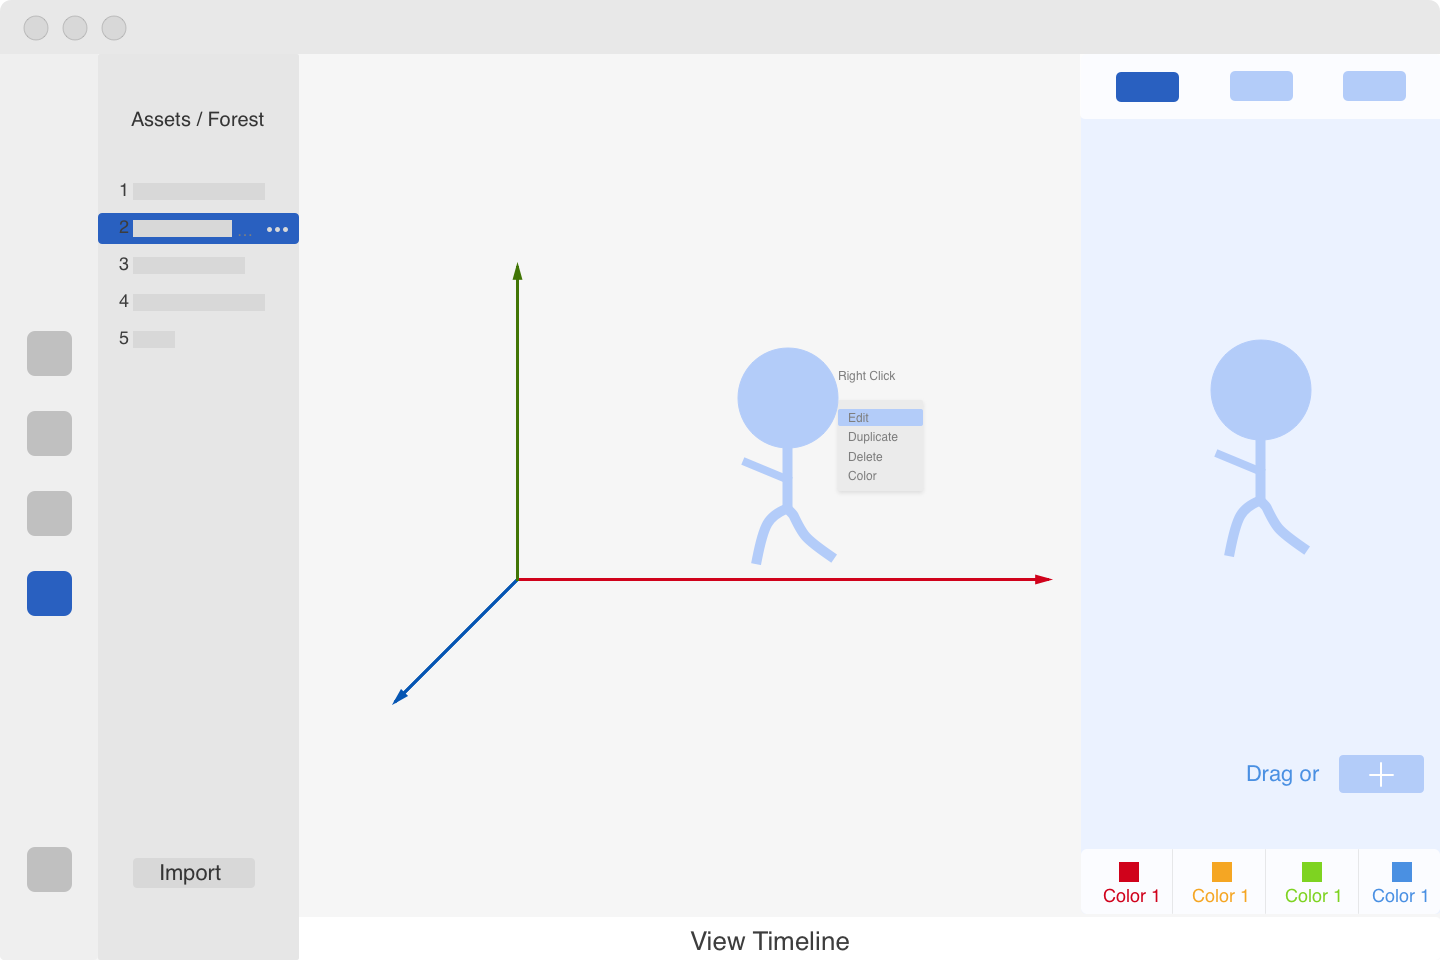 Assets / Forest
1
2 ... •••
3
4
5
Import
Right Click
Edit
Duplicate
Delete
Color
Drag or +
Color 1 Color 1 Color 1 Color 1
View Timeline